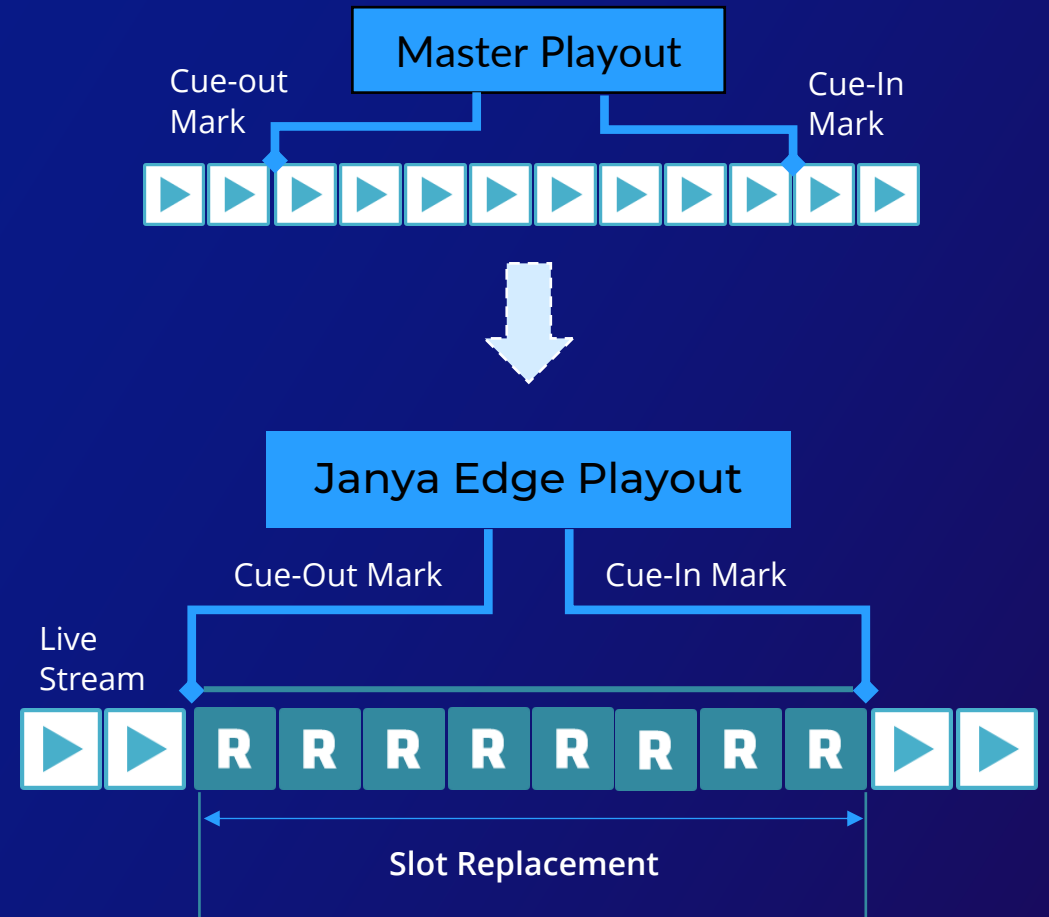 Master Playout
Cue-out
Mark
Cue-In
Mark
Janya Edge Playout
Cue-Out Mark
Cue-In Mark
Live
Stream
R R R R R R R R
Slot Replacement